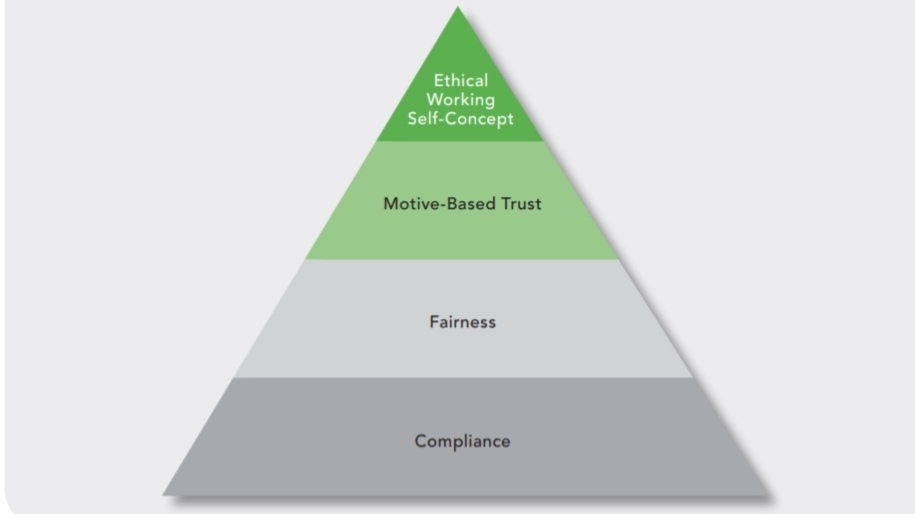 Ethical
Working
Self-Concept
Motive-Based Trust
Fairness
Compliance